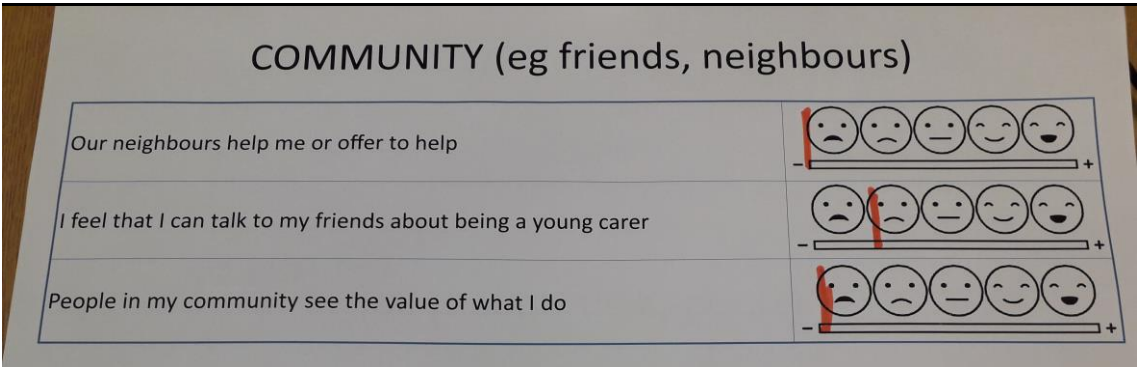 COMMUNITY (eg friends, neighbours)
Our neighbours help me or offer to help
- +
I feel that I can talk to my friends about being a young carer
- +
People in my community see the value of what I do
- +